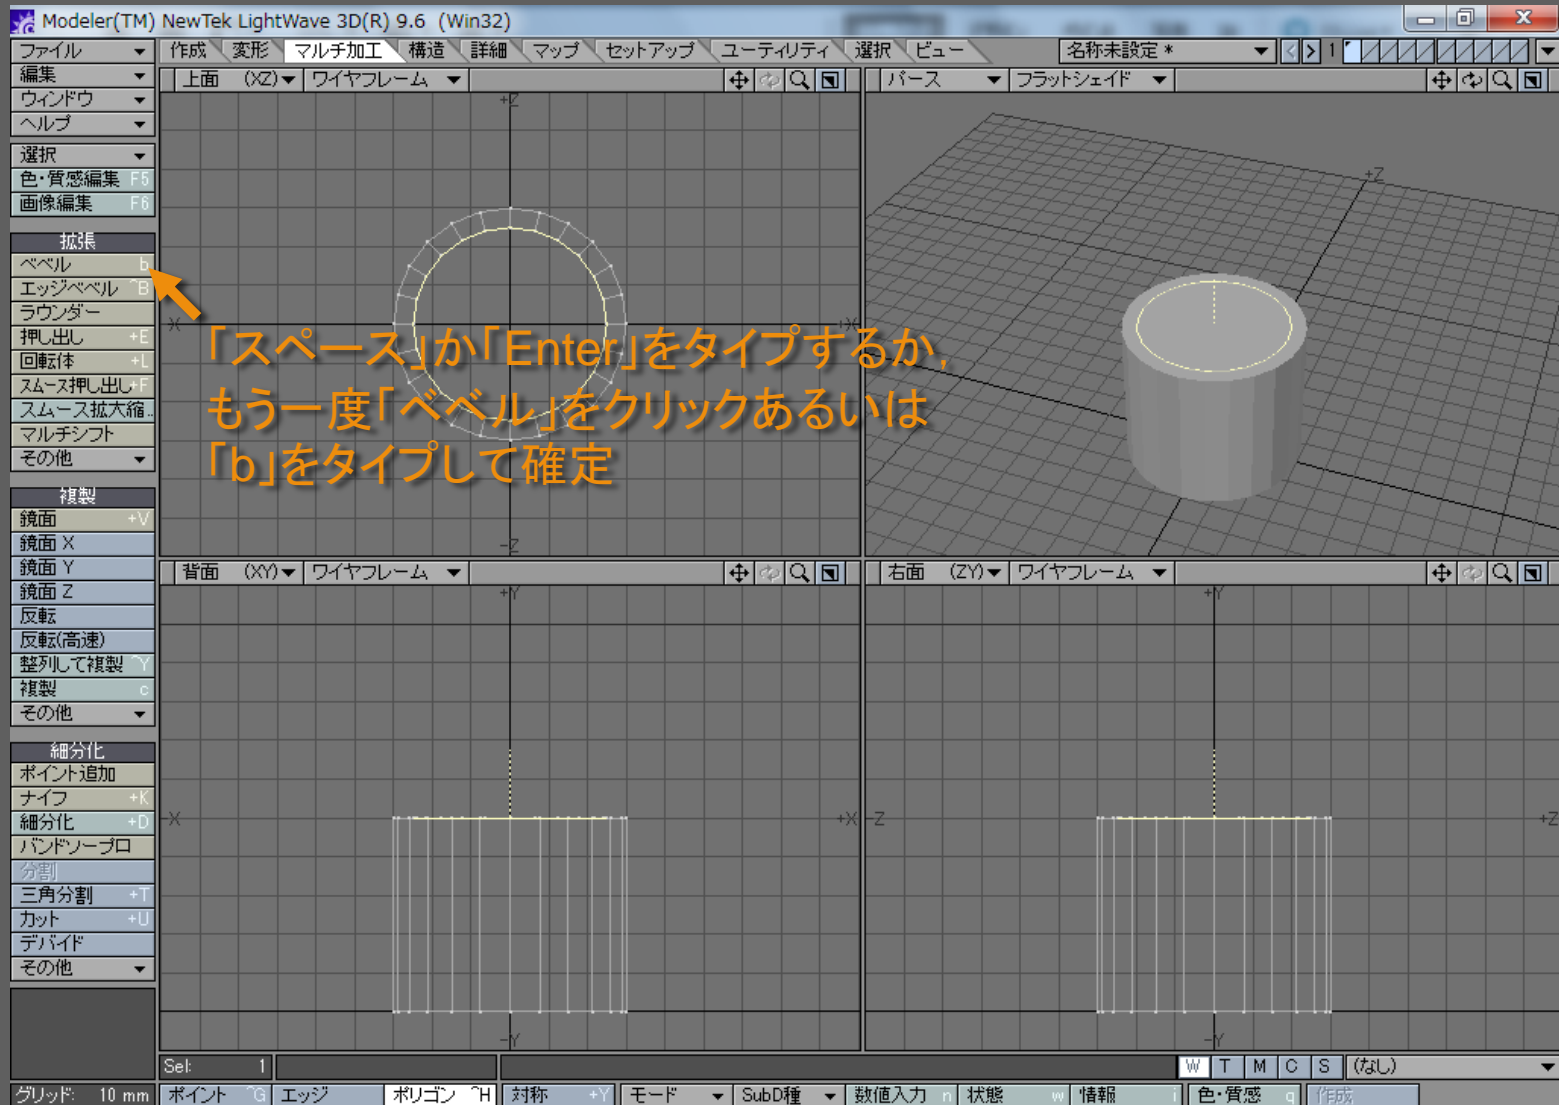 Modeler(TM) NewTek LightWave 3D(R) 9.6 (Win32)
ファイル
編集
ウィンドウ
ヘルプ
選択
色・質感編集 F5
画像編集 F6
拡張
ベベル b
エッジベベル ^B
ラウンダー
押し出し +E
回転体 +L
スムース押し出し+F
スムース拡大縮..
マルチシフト
その他
複製
鏡面 +V
鏡面 X
鏡面 Y
鏡面 Z
反転
反転(高速)
整列して複製 ^Y
複製 c
その他
細分化
ポイント追加
ナイフ +K
細分化 +D
バンドソープロ
分割
三角分割 +T
カット +U
デバイド
その他
作成 変形 マルチ加工 構造 詳細 マップ セットアップ ユーティリティ 選択 ビュー 名称未設定 * 1
上面 (XZ) ワイヤフレーム
+Z
-X
+X
-Z
パース フラットシェイド
+Z
「スペース」か「Enter」をタイプするか,
もう一度「ベベル」をクリックあるいは
「b」をタイプして確定
背面 (XY) ワイヤフレーム
+Y
-X
+X
-Y
右面 (ZY) ワイヤフレーム
+Y
-Z
+Z
-Y
Sel: 1
W T M C S (なし)
グリッド: 10 mm ポイント ^G エッジ ポリゴン ^H 対称 +Y モード SubD種 数値入力 n 状態 w 情報 i 色・質感 q 作成